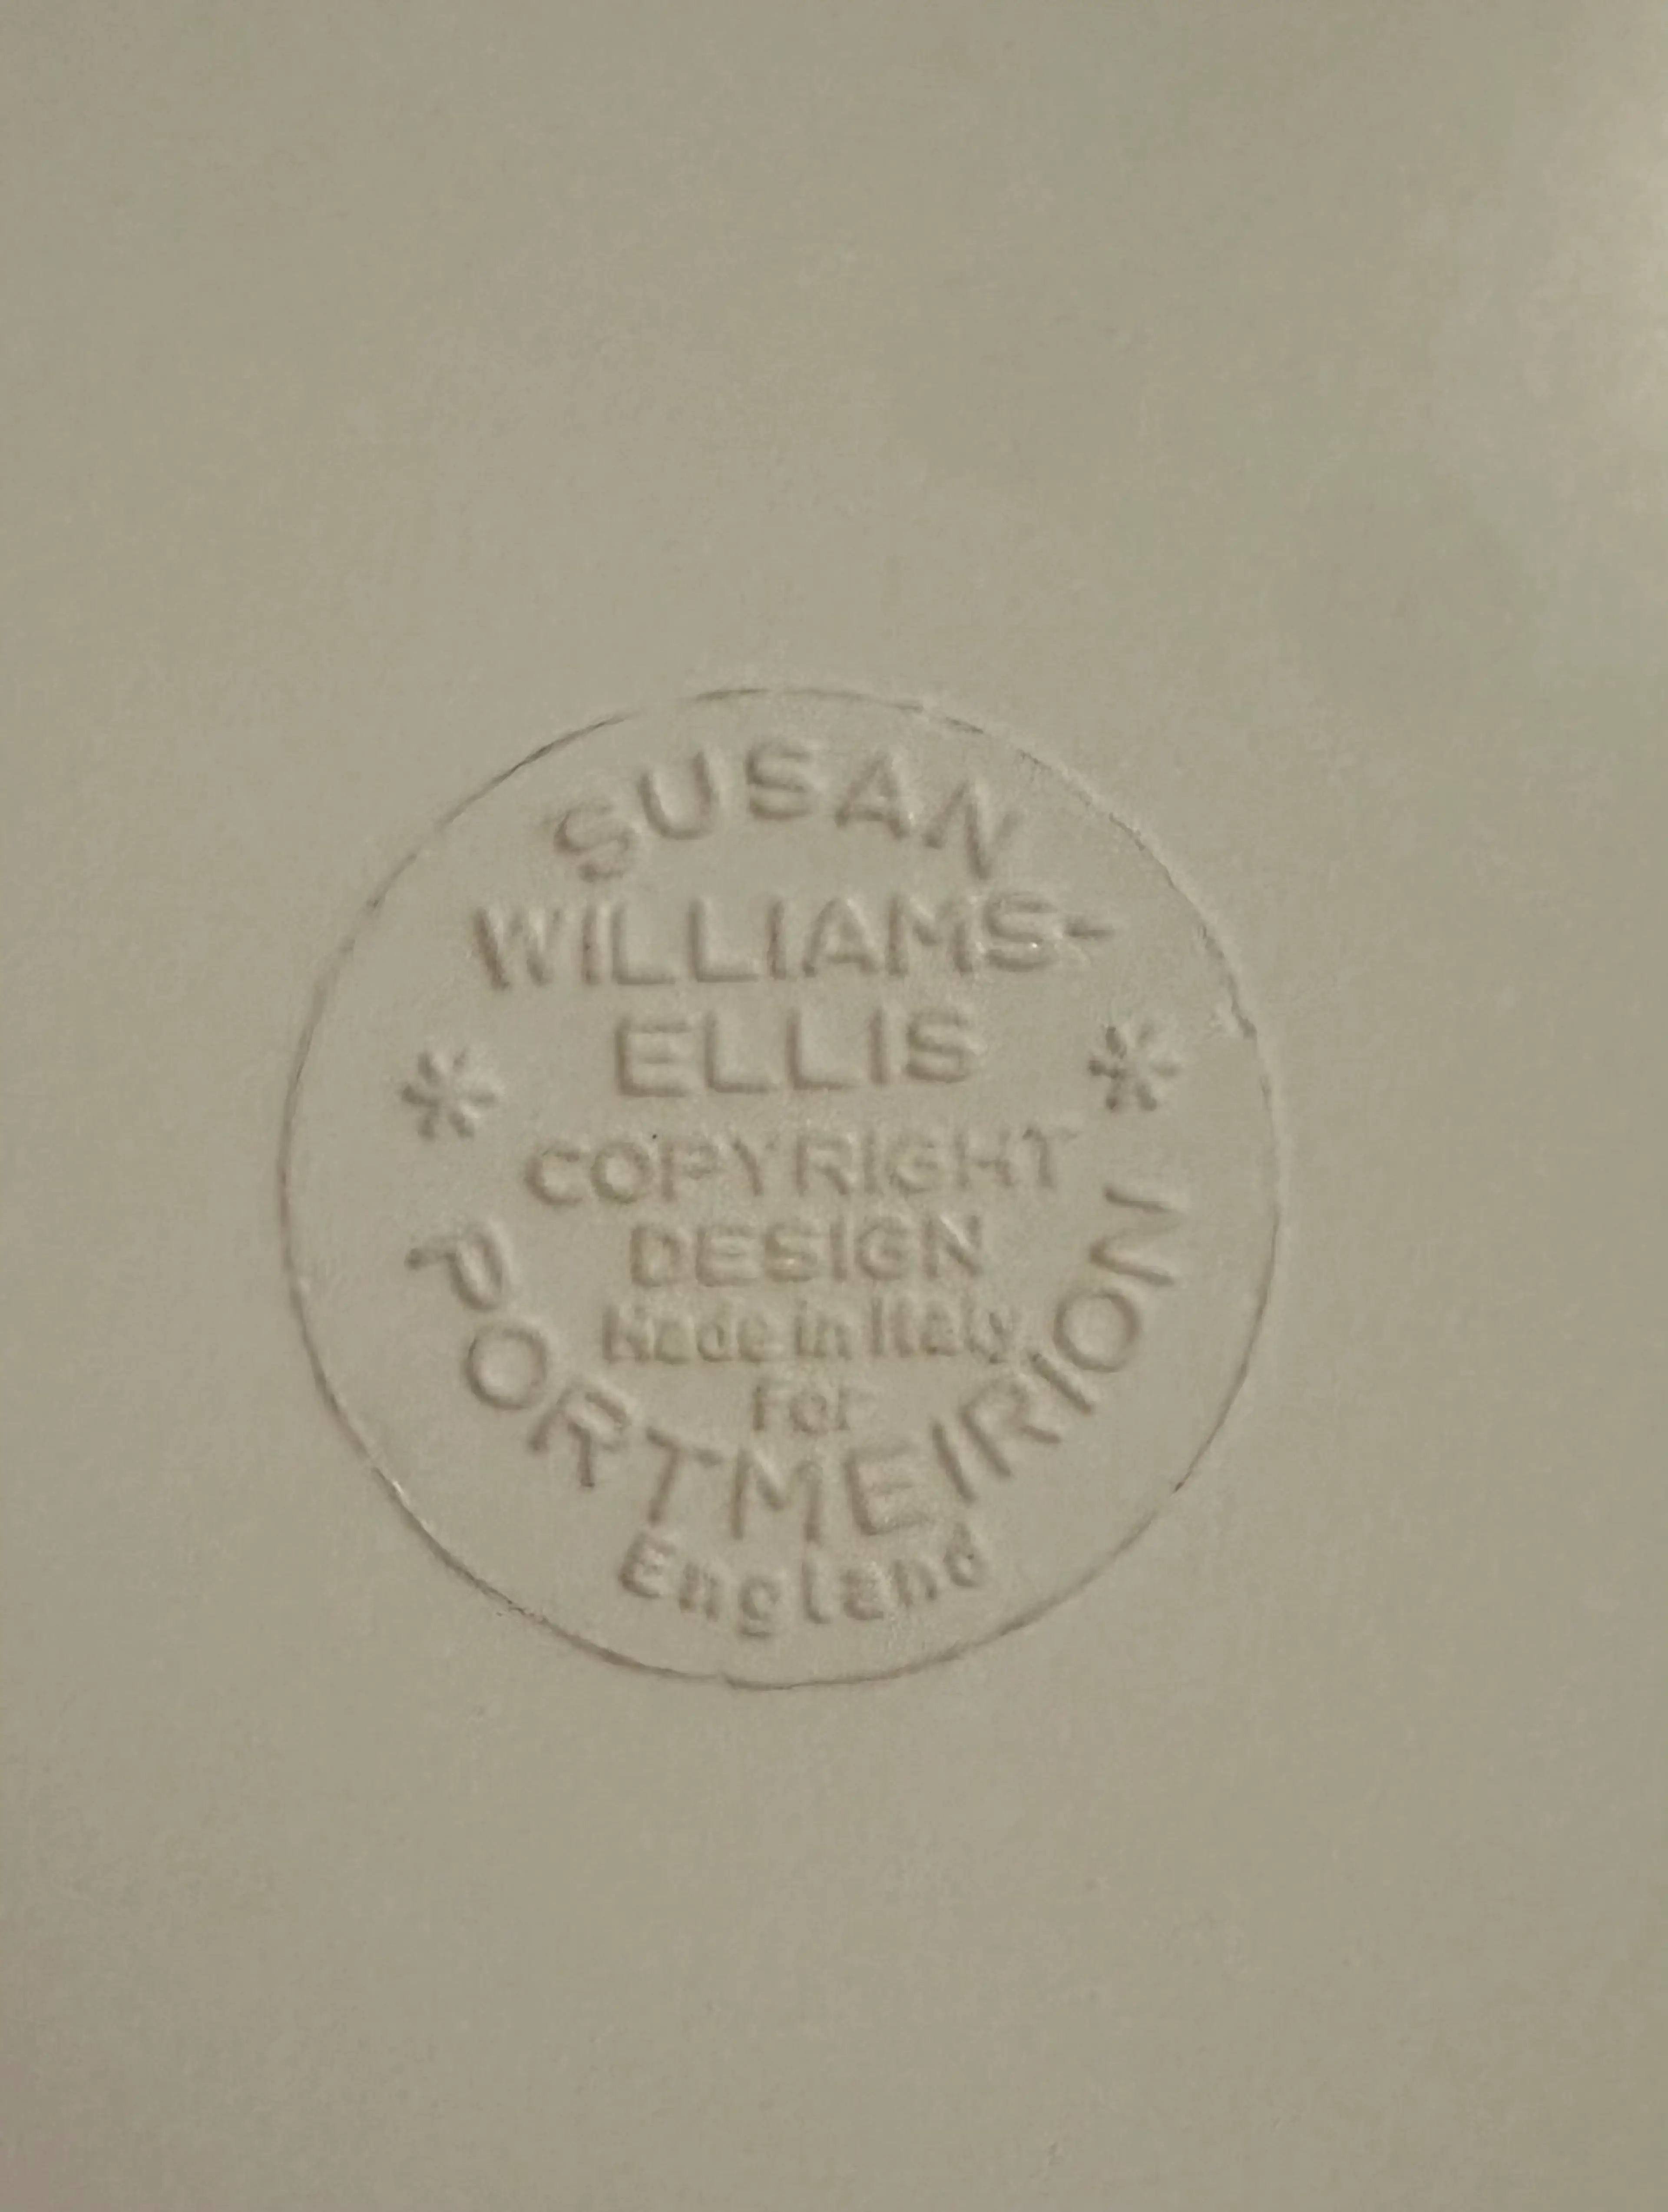 SUSAN
WILLIAMS-
ELLIS
* *
COPYRIGHT
DESIGN
Made in Italy
For
PORTMEIRION
England